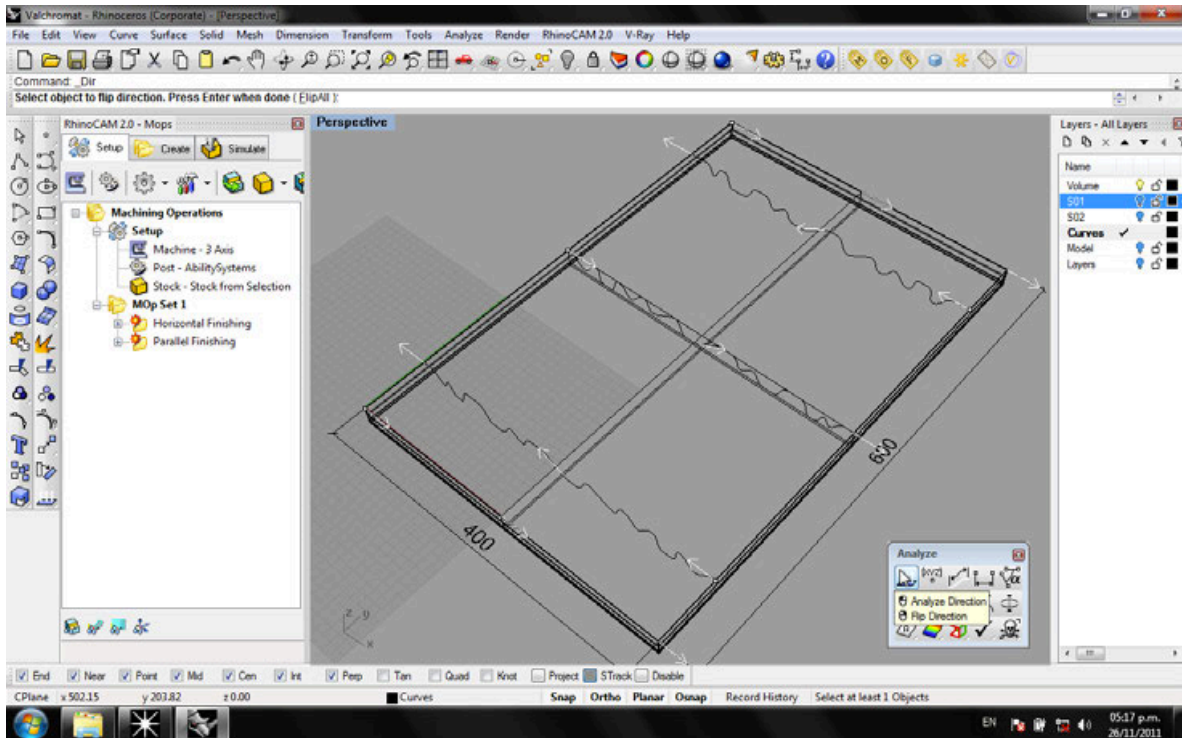 Valchromat - Rhinoceros (Corporate) - [Perspective]
File Edit View Curve Surface Solid Mesh Dimension Transform Tools Analyze Render RhinoCAM 2.0 V-Ray Help
Command: _Dir
Select object to flip direction. Press Enter when done ( FlipAll ):
RhinoCAM 2.0 - Mops
Setup Create Simulate
Machining Operations
Setup
Machine - 3 Axis
Post - AbilitySystems
Stock - Stock from Selection
MOp Set 1
Horizontal Finishing
Parallel Finishing
Perspective
600
400
z y
x
Analyze
[xyz]
Analyze Direction
Flip Direction
Layers - All Layers
Name
Volume
S01
S02
Curves
Model
Layers
End Near Point Mid Cen Int Perp Tan Quad Knot Project STrack Disable
CPlane x 502.15 y 203.82 z 0.00 Curves Snap Ortho Planar Osnap Record History Select at least 1 Objects
EN 05:17 p.m.
26/11/2011